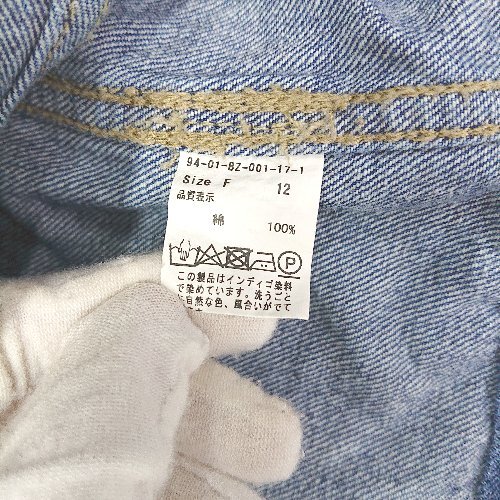 94-01-BZ-001-17-1
Size F 12
品質表示
綿 100%
P
この製品はインディゴ染料
で染めています。洗うごと
自然な色、風合いがでて